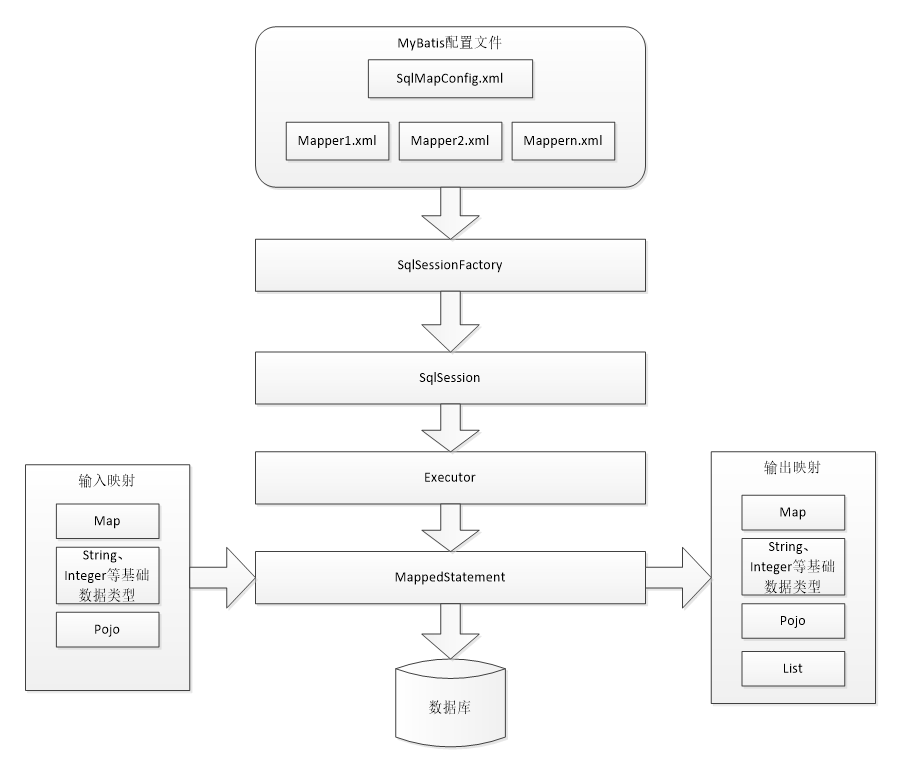 MyBatis配置文件
SqlMapConfig.xml
Mapper1.xml
Mapper2.xml
Mappern.xml
SqlSessionFactory
SqlSession
Executor
输入映射
Map
String、
Integer等基础
数据类型
Pojo
MappedStatement
输出映射
Map
String、
Integer等基础
数据类型
Pojo
List
数据库